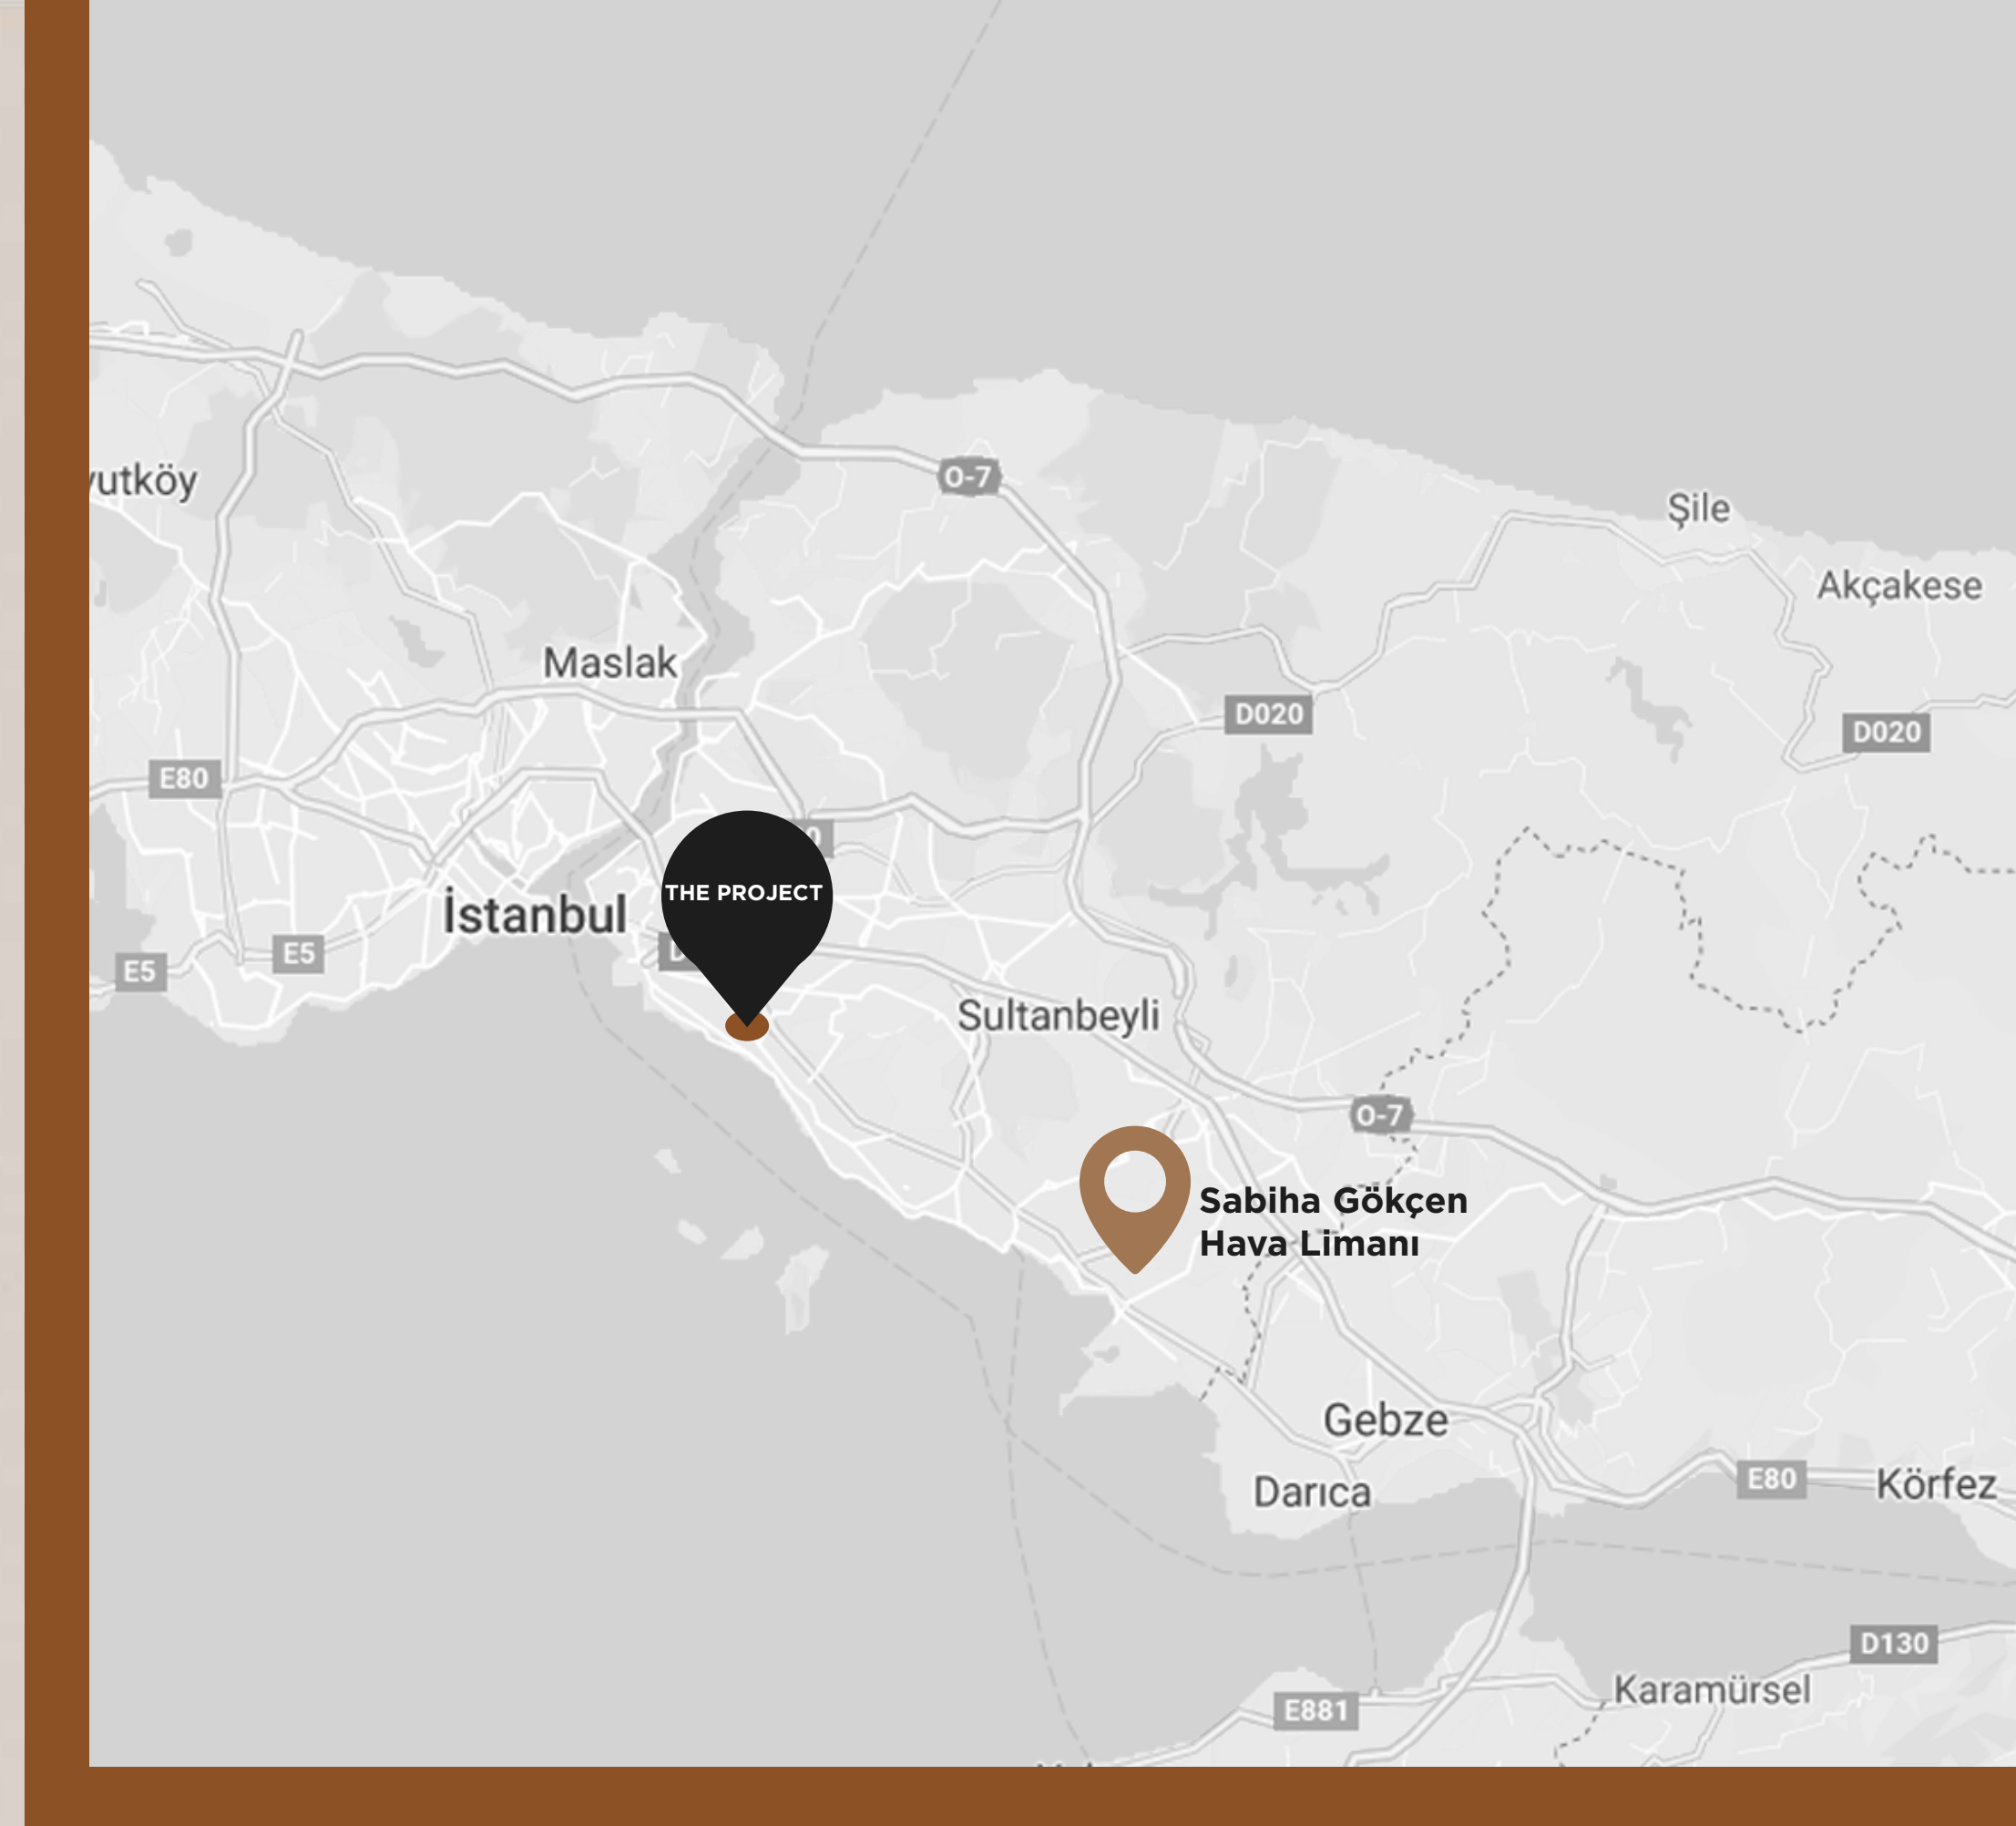 O-7
yutköy
Şile
Akçakese
Maslak
D020
D020
E80
THE PROJECT
İstanbul
E5
E5
Sultanbeyli
O-7
Sabiha Gökçen
Hava Limanı
Gebze
E80
Körfez
Darıca
D130
Karamürsel
E881